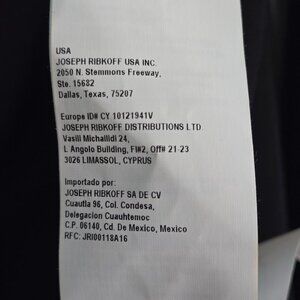 USA
JOSEPH RIBKOFF USA INC.
2050 N. Stemmons Freeway,
Ste. 15682
Dallas, Texas, 75207
Europe ID# CY 10121941V
JOSEPH RIBKOFF DISTRIBUTIONS LTD.
Vasili Michailidi 24,
L Angolo Building, Fl#2, Off# 21-23
3026 LIMASSOL, CYPRUS
Importado por:
JOSEPH RIBKOFF SA DE CV
Cuautla 96, Col. Condesa,
Delegacion Cuauhtemoc
C.P. 06140, Cd. De Mexico, Mexico
RFC: JRI00118A16